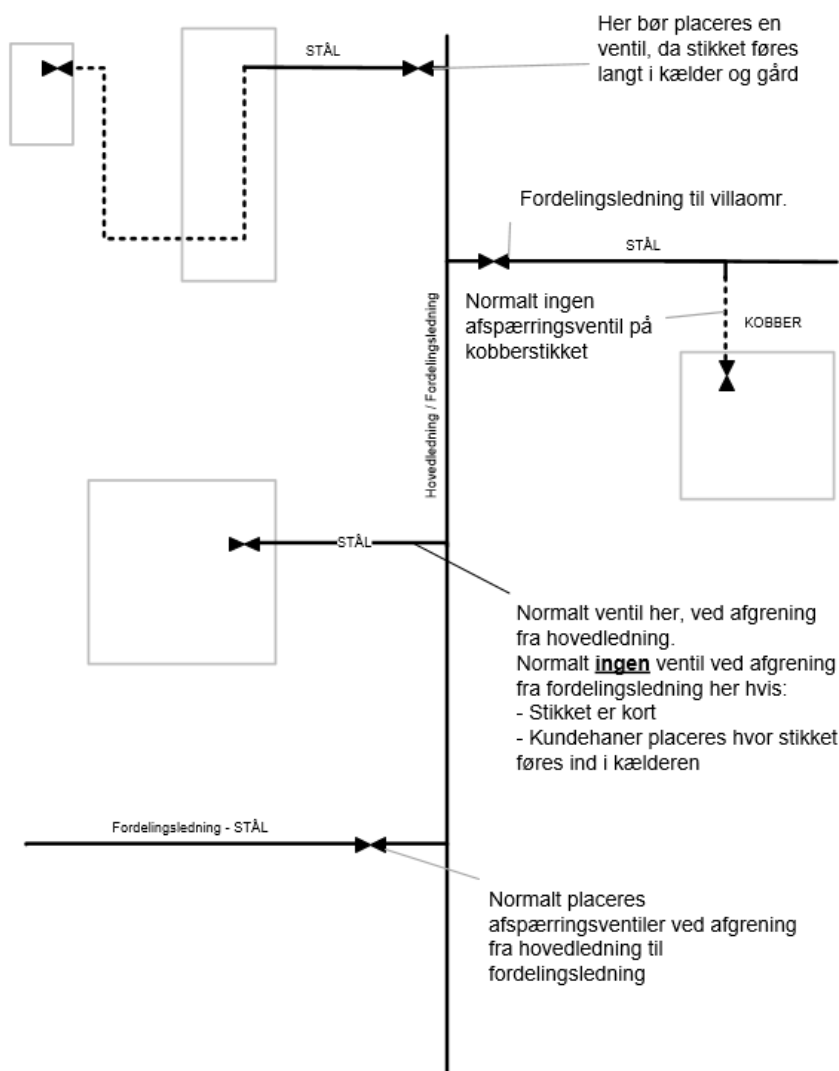 Her bør placeres en
ventil, da stikket føres
langt i kælder og gård
STÅL
Fordelingsledning til villaomr.
STÅL
Normalt ingen
afspærringsventil på
kobberstikket
KOBBER
Hovedledning / Fordelingsledning
STÅL
Normalt ventil her, ved afgrening
fra hovedledning.
Normalt ingen ventil ved afgrening
fra fordelingsledning her hvis:
- Stikket er kort
- Kundehaner placeres hvor stikket
føres ind i kælderen
Fordelingsledning - STÅL
Normalt placeres
afspærringsventiler ved afgrening
fra hovedledning til
fordelingsledning